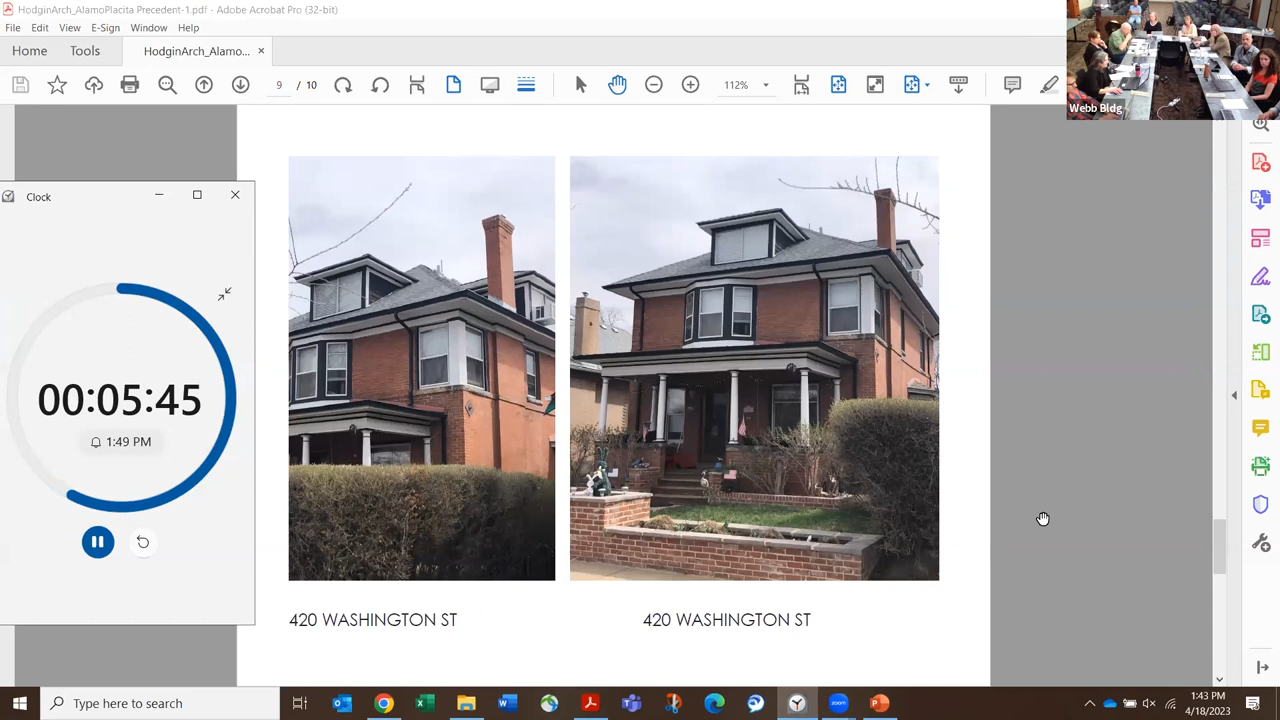 HodginArch_AlamoPlacita Precedent-1.pdf - Adobe Acrobat Pro (32-bit)
File Edit View E-Sign Window Help
Home Tools HodginArch_Alamo... ×
9 / 10 112%
Webb Bldg
Clock
00:05:45
1:49 PM
420 WASHINGTON ST 420 WASHINGTON ST
Type here to search
1:43 PM
4/18/2023